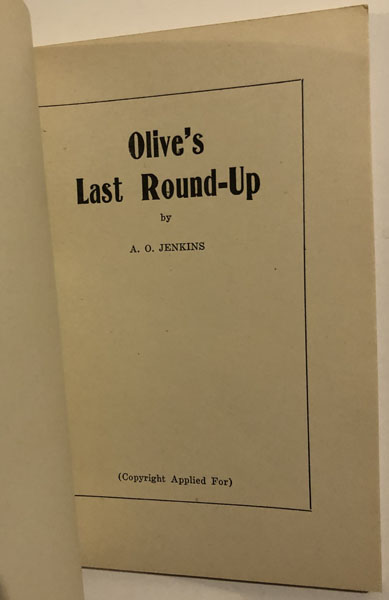 Olive's
Last Round-Up
by
A. O. JENKINS
(Copyright Applied For)